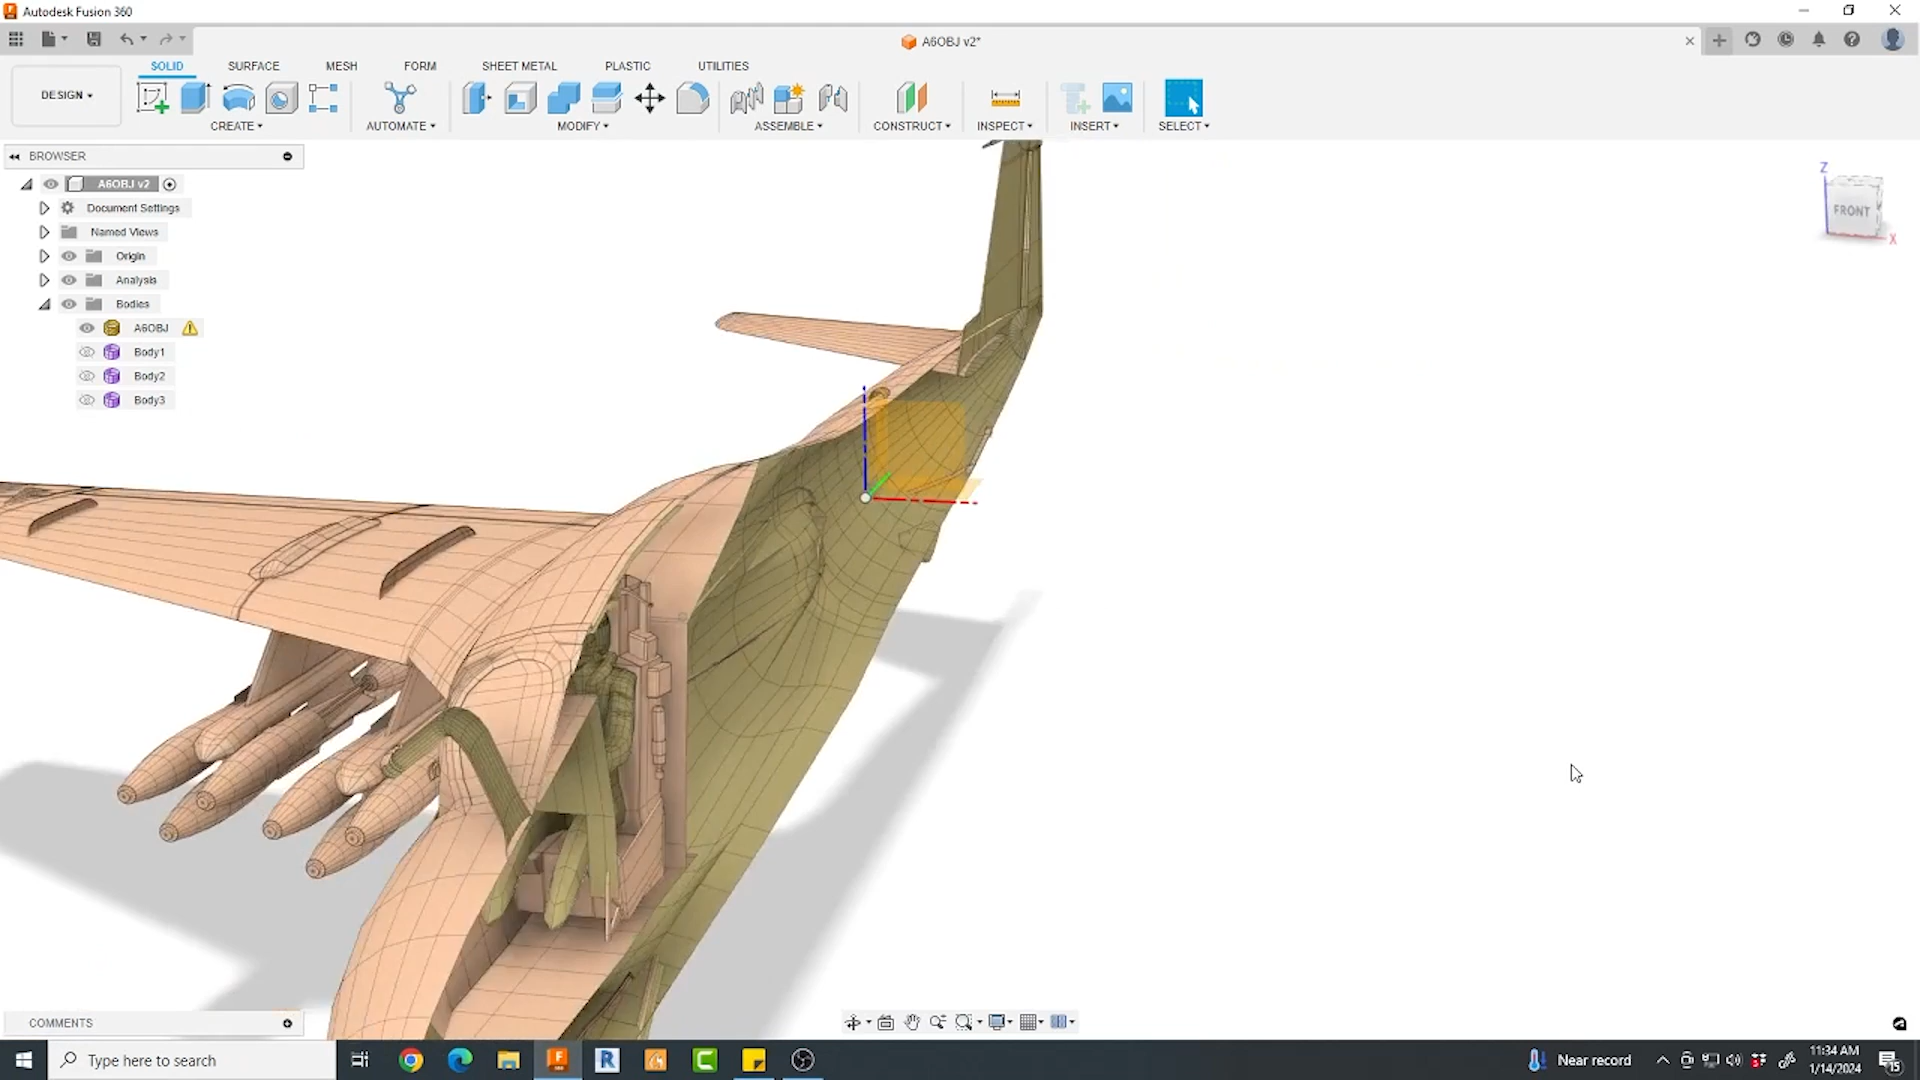 Autodesk Fusion 360
A6OBJ v2*
SOLID SURFACE MESH FORM SHEET METAL PLASTIC UTILITIES
DESIGN
CREATE AUTOMATE MODIFY ASSEMBLE CONSTRUCT INSPECT INSERT SELECT
BROWSER
A6OBJ v2
Document Settings
Named Views
Origin
Analysis
Bodies
A6OBJ
Body1
Body2
Body3
Z
FRONT
X
COMMENTS
Type here to search
R
C
Near record
11:34 AM
1/14/2024
15